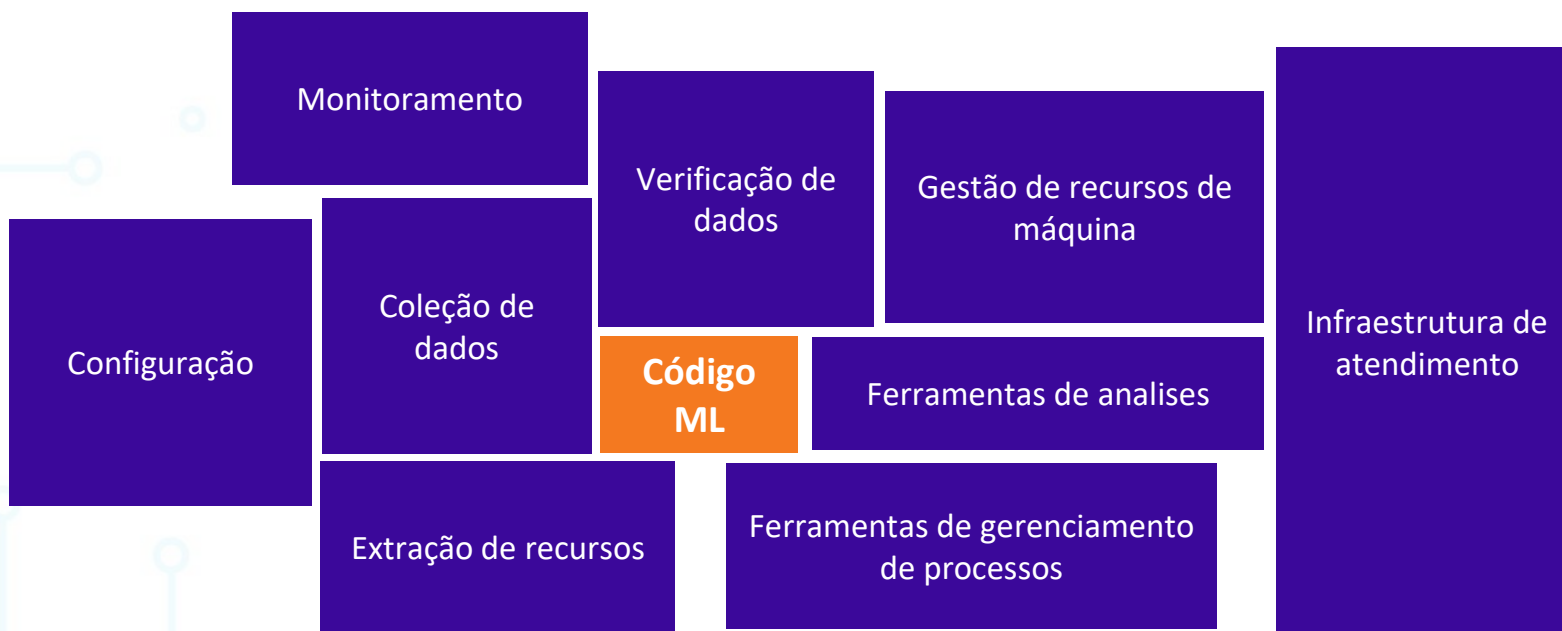 Monitoramento
Verificação de
dados
Gestão de recursos de
máquina
Infraestrutura de
atendimento
Configuração
Coleção de
dados
Código
ML
Ferramentas de analises
Extração de recursos
Ferramentas de gerenciamento
de processos